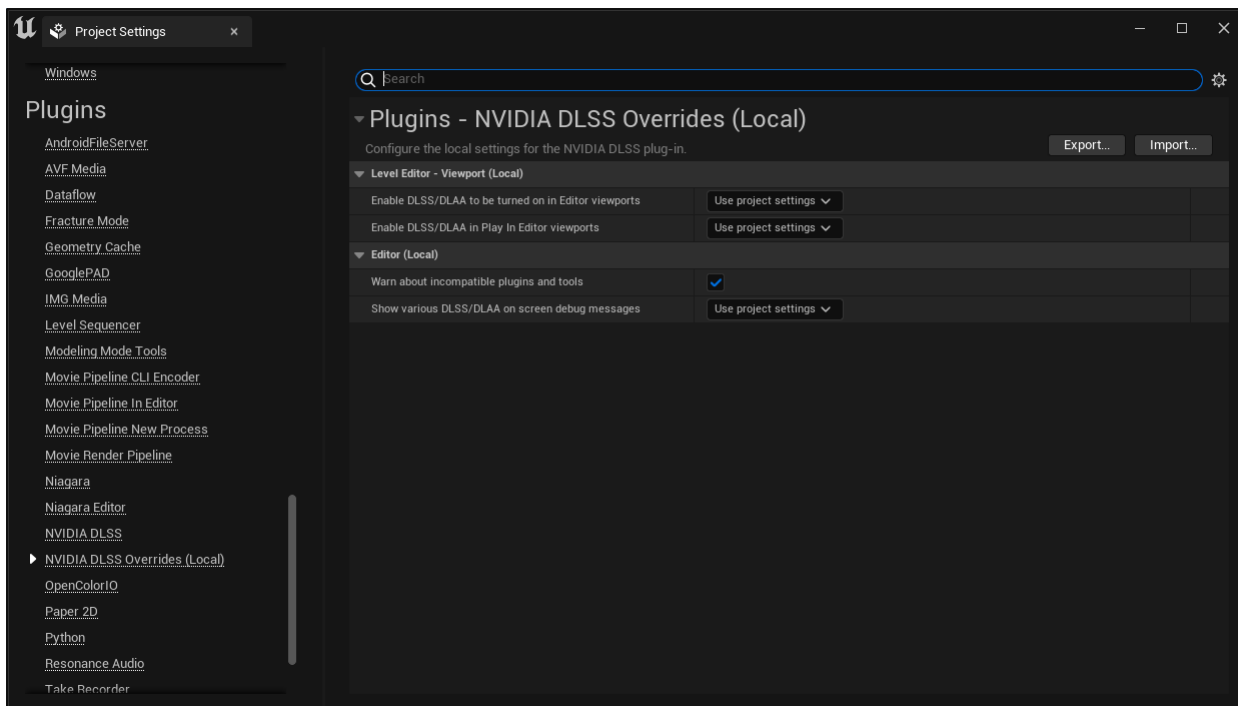 Project Settings
Windows
Plugins
AndroidFileServer
AVF Media
Dataflow
Fracture Mode
Geometry Cache
GooglePAD
IMG Media
Level Sequencer
Modeling Mode Tools
Movie Pipeline CLI Encoder
Movie Pipeline In Editor
Movie Pipeline New Process
Movie Render Pipeline
Niagara
Niagara Editor
NVIDIA DLSS
NVIDIA DLSS Overrides (Local)
OpenColorIO
Paper 2D
Python
Resonance Audio
Take Recorder
Search
Plugins - NVIDIA DLSS Overrides (Local)
Configure the local settings for the NVIDIA DLSS plug-in.
Export... Import...
Level Editor - Viewport (Local)
Enable DLSS/DLAA to be turned on in Editor viewports Use project settings
Enable DLSS/DLAA in Play In Editor viewports Use project settings
Editor (Local)
Warn about incompatible plugins and tools
Show various DLSS/DLAA on screen debug messages Use project settings